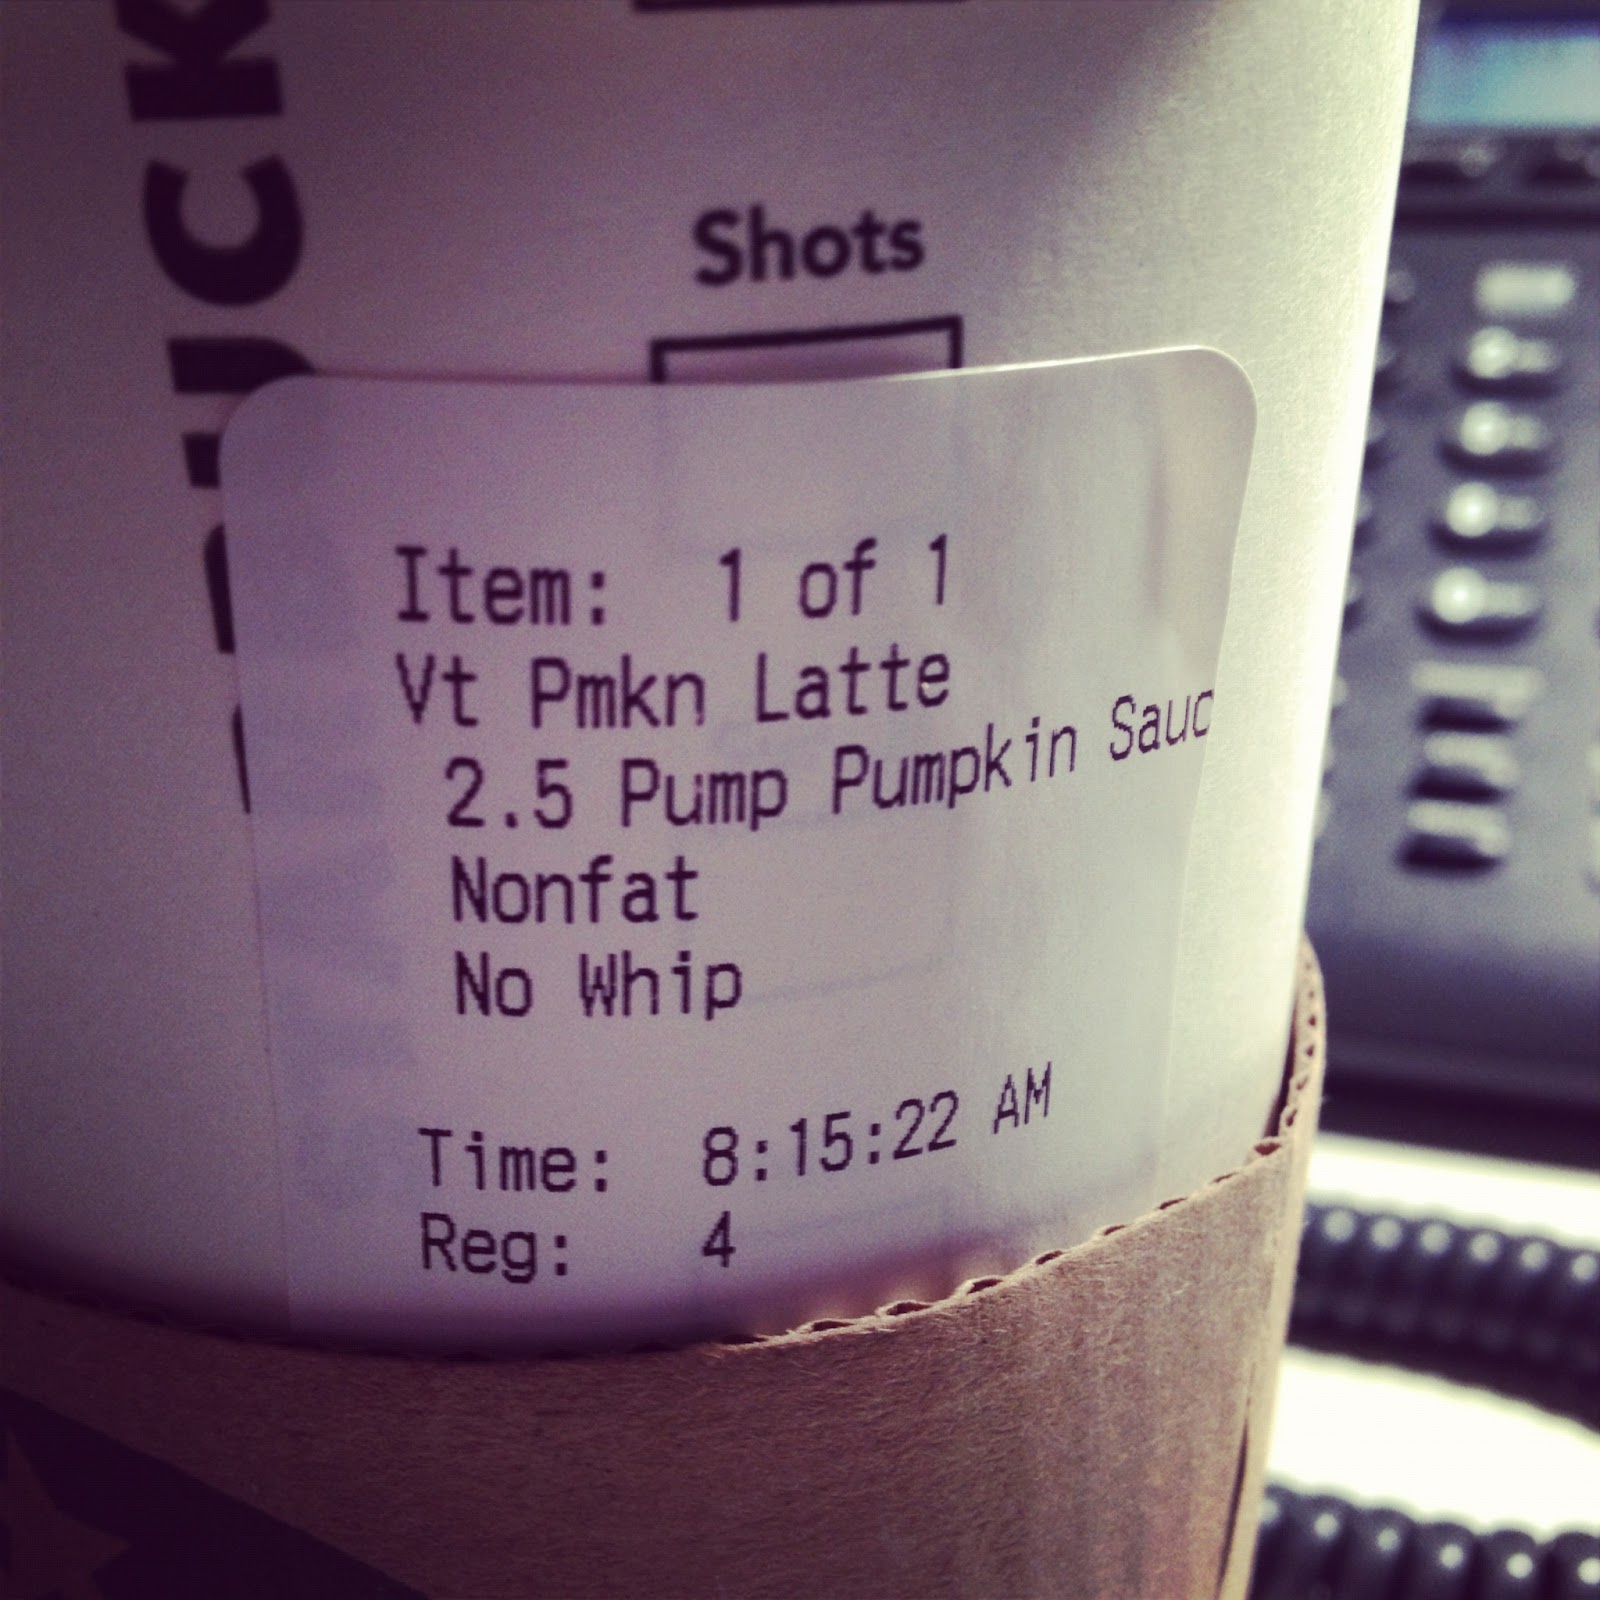 Shots
Item: 1 of 1
Vt Pmkn Latte
2.5 Pump Pumpkin Sauc
Nonfat
No Whip
Time: 8:15:22 AM
Reg: 4